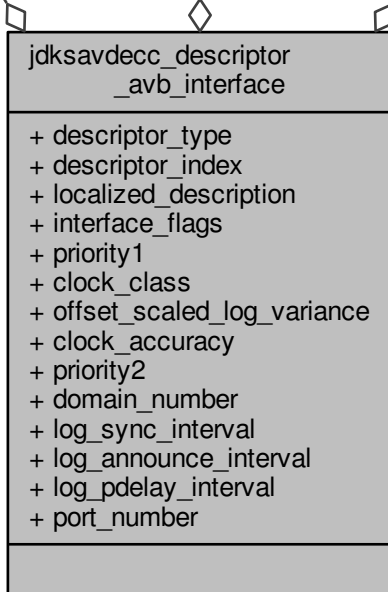 jdksavdecc_descriptor
_avb_interface
+ descriptor_type
+ descriptor_index
+ localized_description
+ interface_flags
+ priority1
+ clock_class
+ offset_scaled_log_variance
+ clock_accuracy
+ priority2
+ domain_number
+ log_sync_interval
+ log_announce_interval
+ log_pdelay_interval
+ port_number